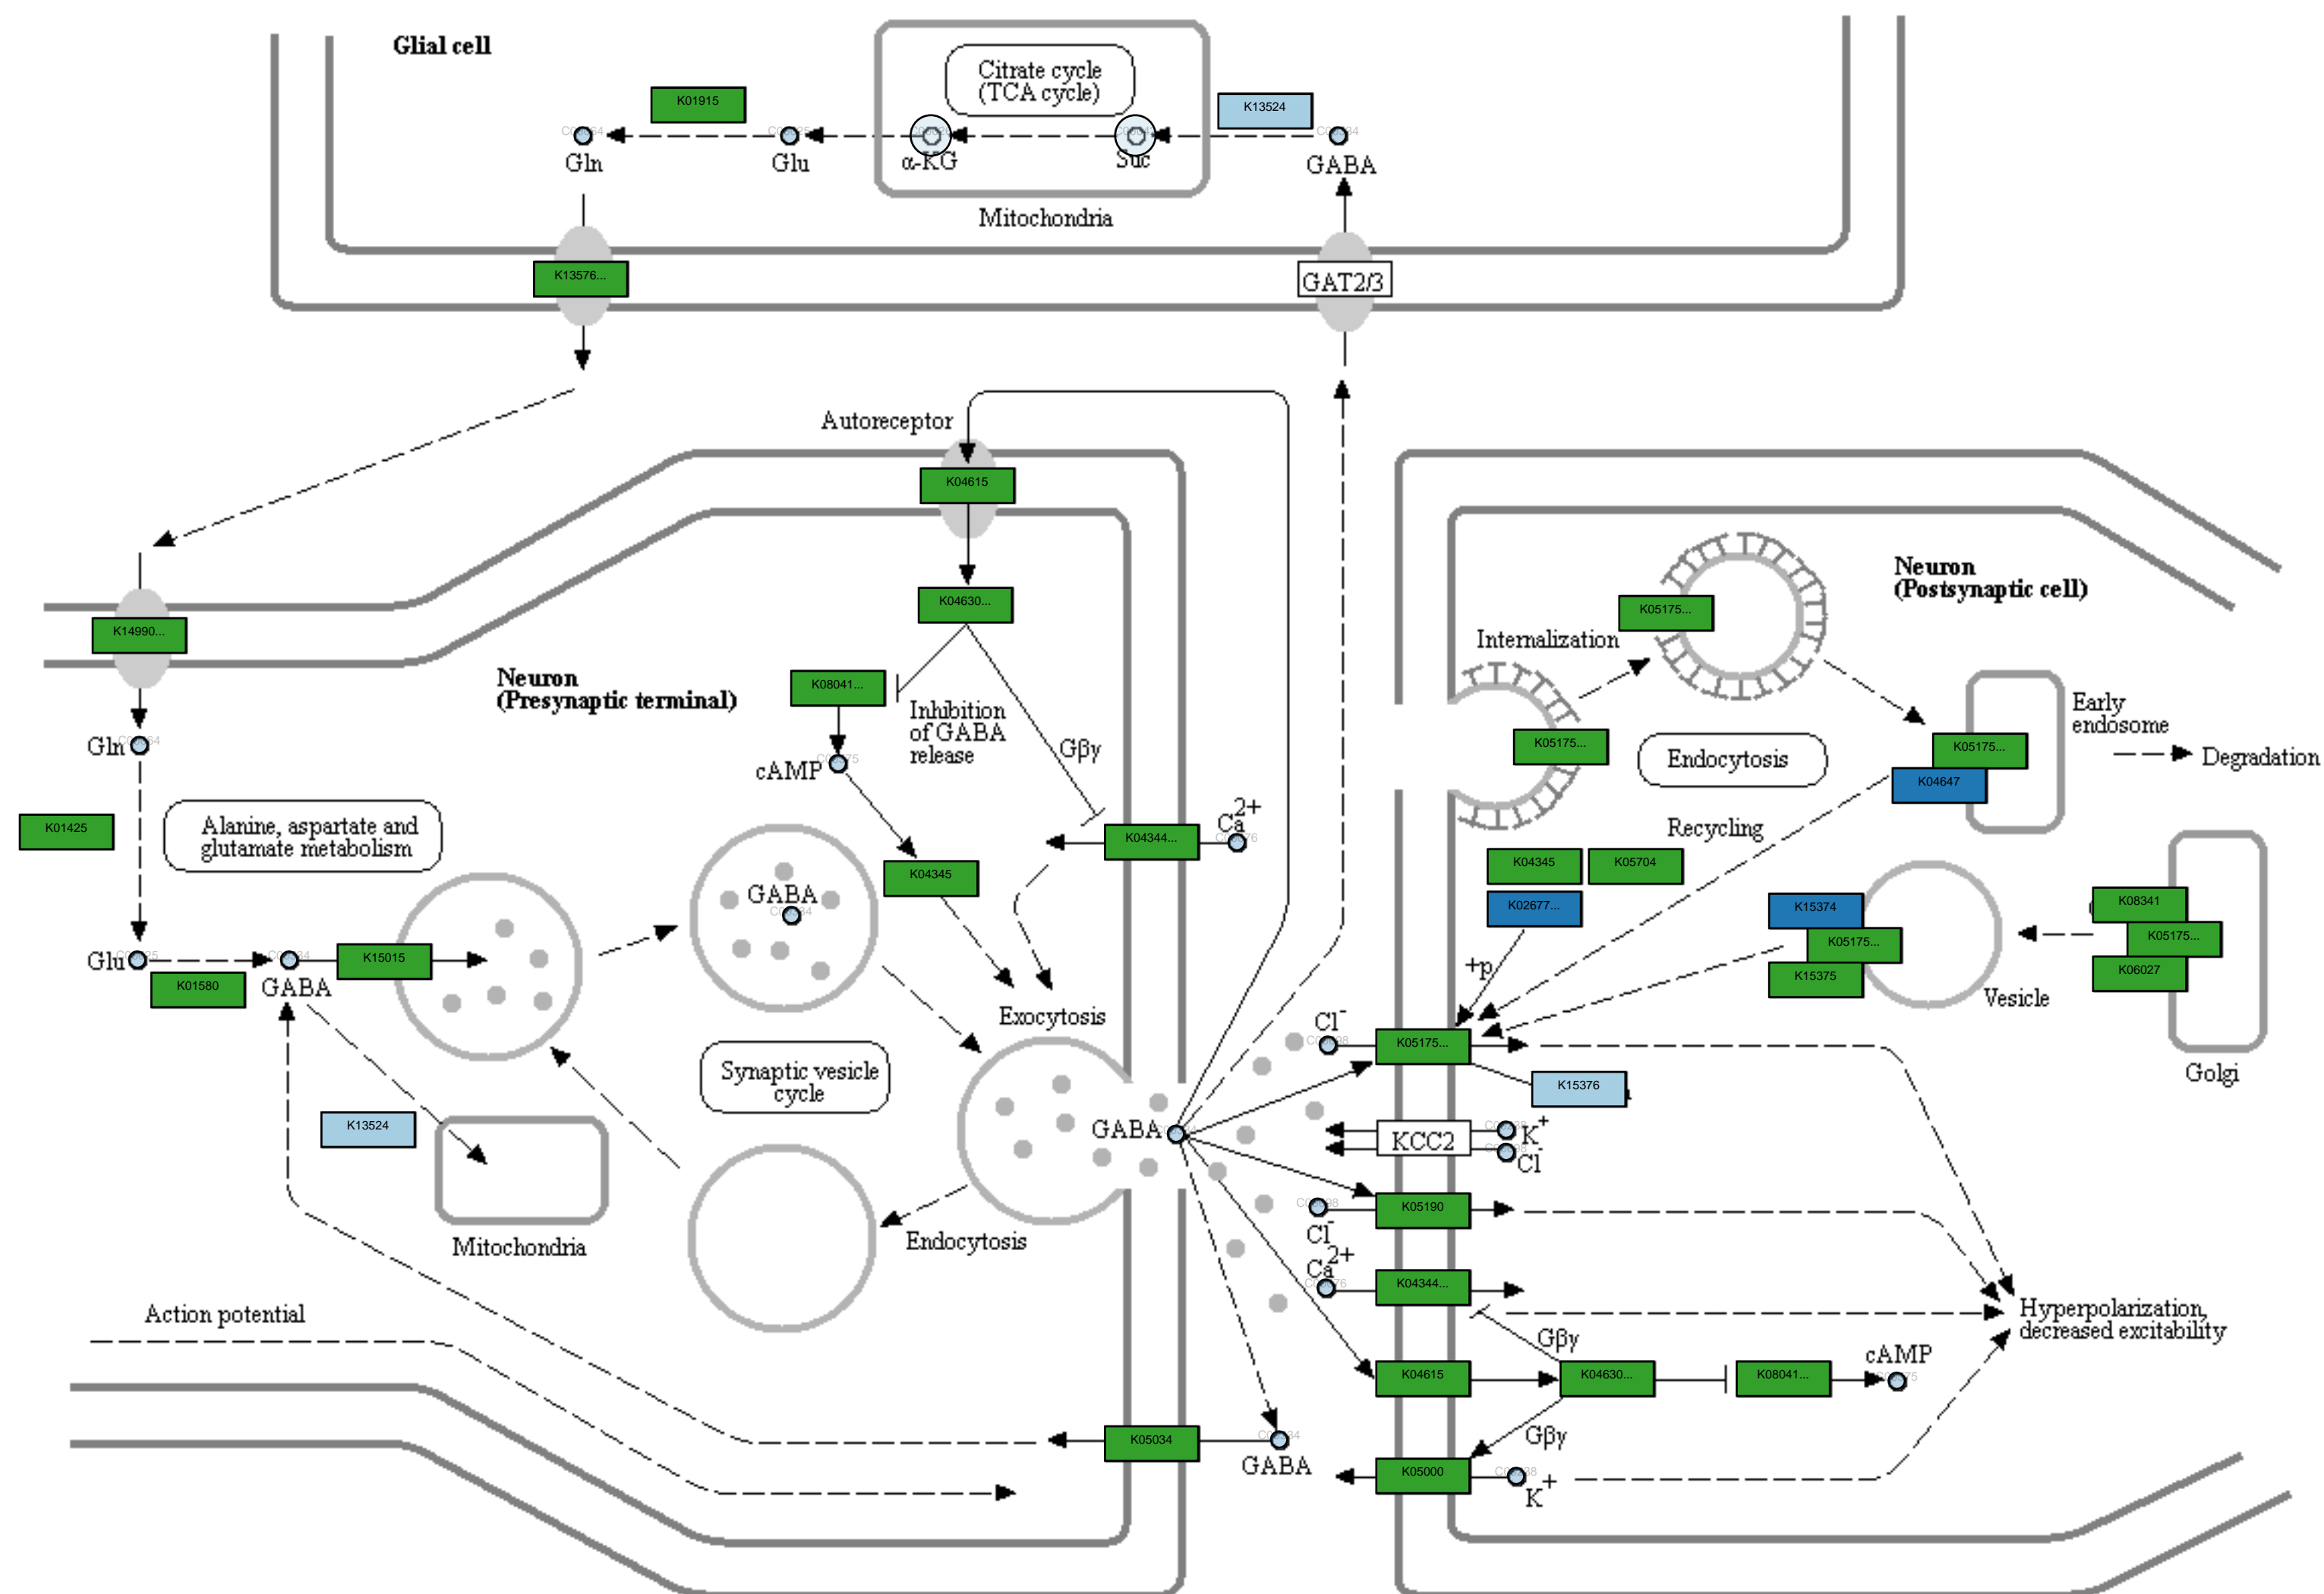 Glial cell
Citrate cycle
(TCA cycle)
K01915
K13524
Gln
Glu
α-KG
Suc
GABA
Mitochondria
K13576...
GAT2/3
Autoreceptor
K04615
K04630...
K14990...
Neuron
(Presynaptic terminal)
K08041...
Inhibition
of GABA
release
Gβγ
cAMP
Gln
K01425
Alanine, aspartate and
glutamate metabolism
GABA
K04345
K04344...
Ca2+
Glu
K01580
GABA
K15015
Exocytosis
Synaptic vesicle
cycle
K13524
Mitochondria
Endocytosis
GABA
Action potential
K05034
GABA
Neuron
(Postsynaptic cell)
K05175...
Internalization
K05175...
Endocytosis
K05175...
K04647
Early
endosome
Degradation
Recycling
K04345
K05704
K02677...
+p
K15374
K05175...
K15375
Vesicle
K08341
K05175...
K06027
Golgi
Cl-
K05175...
K15376
KCC2
K+
Cl-
K05190
Cl-
Ca2+
K04344...
Hyperpolarization,
decreased excitability
Gβγ
K04615
K04630...
K08041...
cAMP
Gβγ
K05000
K+